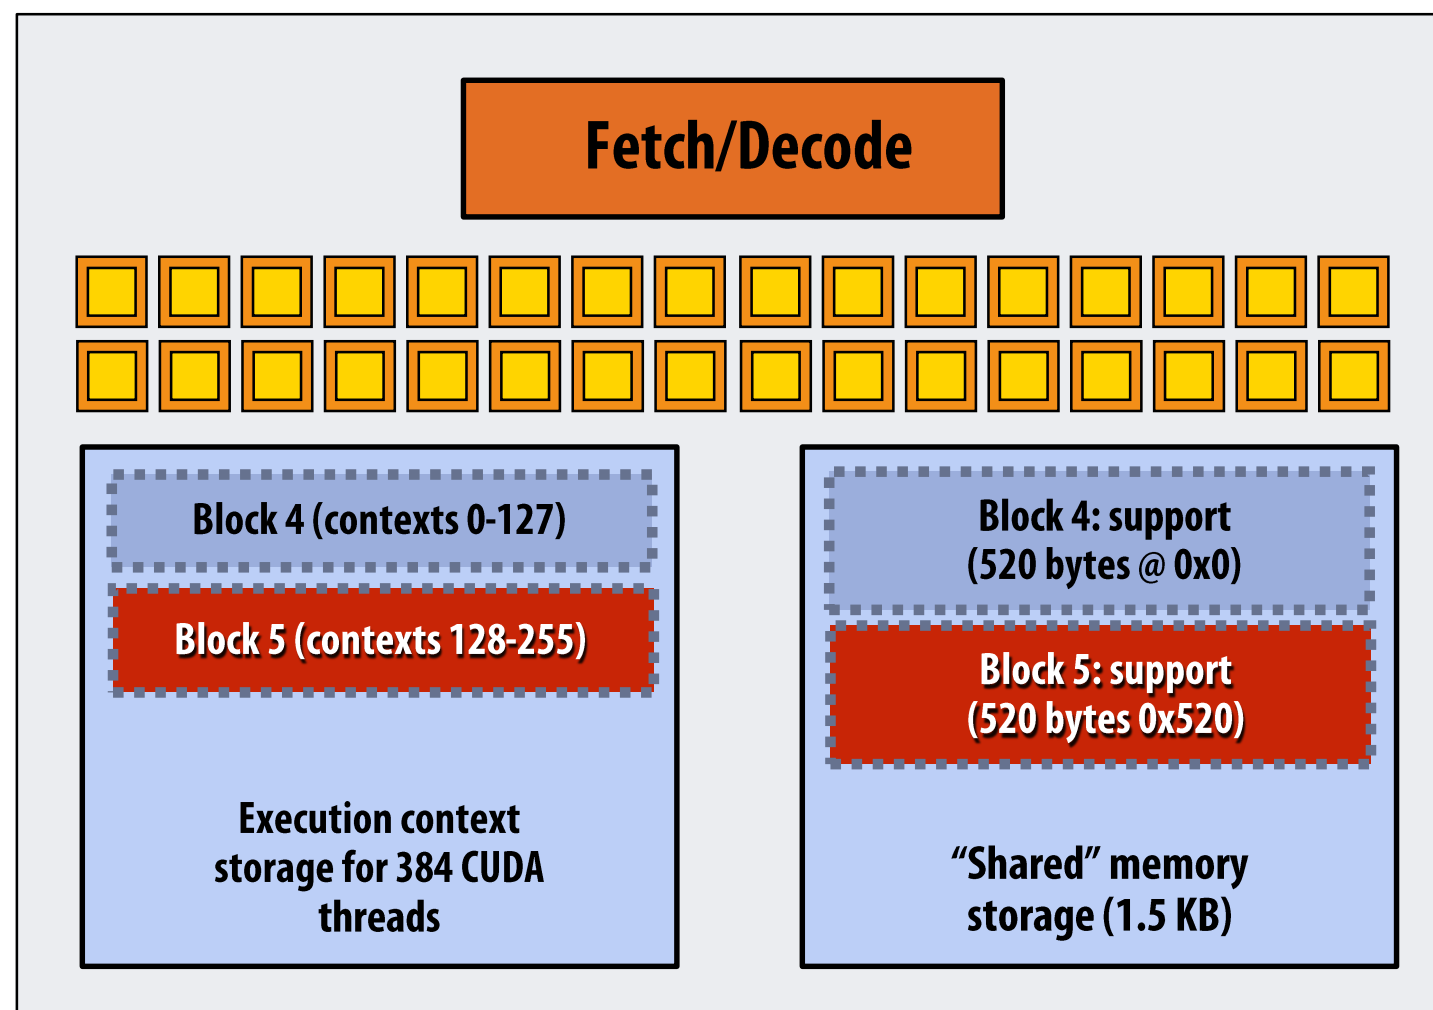 Fetch/Decode
Block 4 (contexts 0-127)
Block 5 (contexts 128-255)
Execution context
storage for 384 CUDA
threads
Block 4: support
(520 bytes @ 0x0)
Block 5: support
(520 bytes 0x520)
“Shared” memory
storage (1.5 KB)